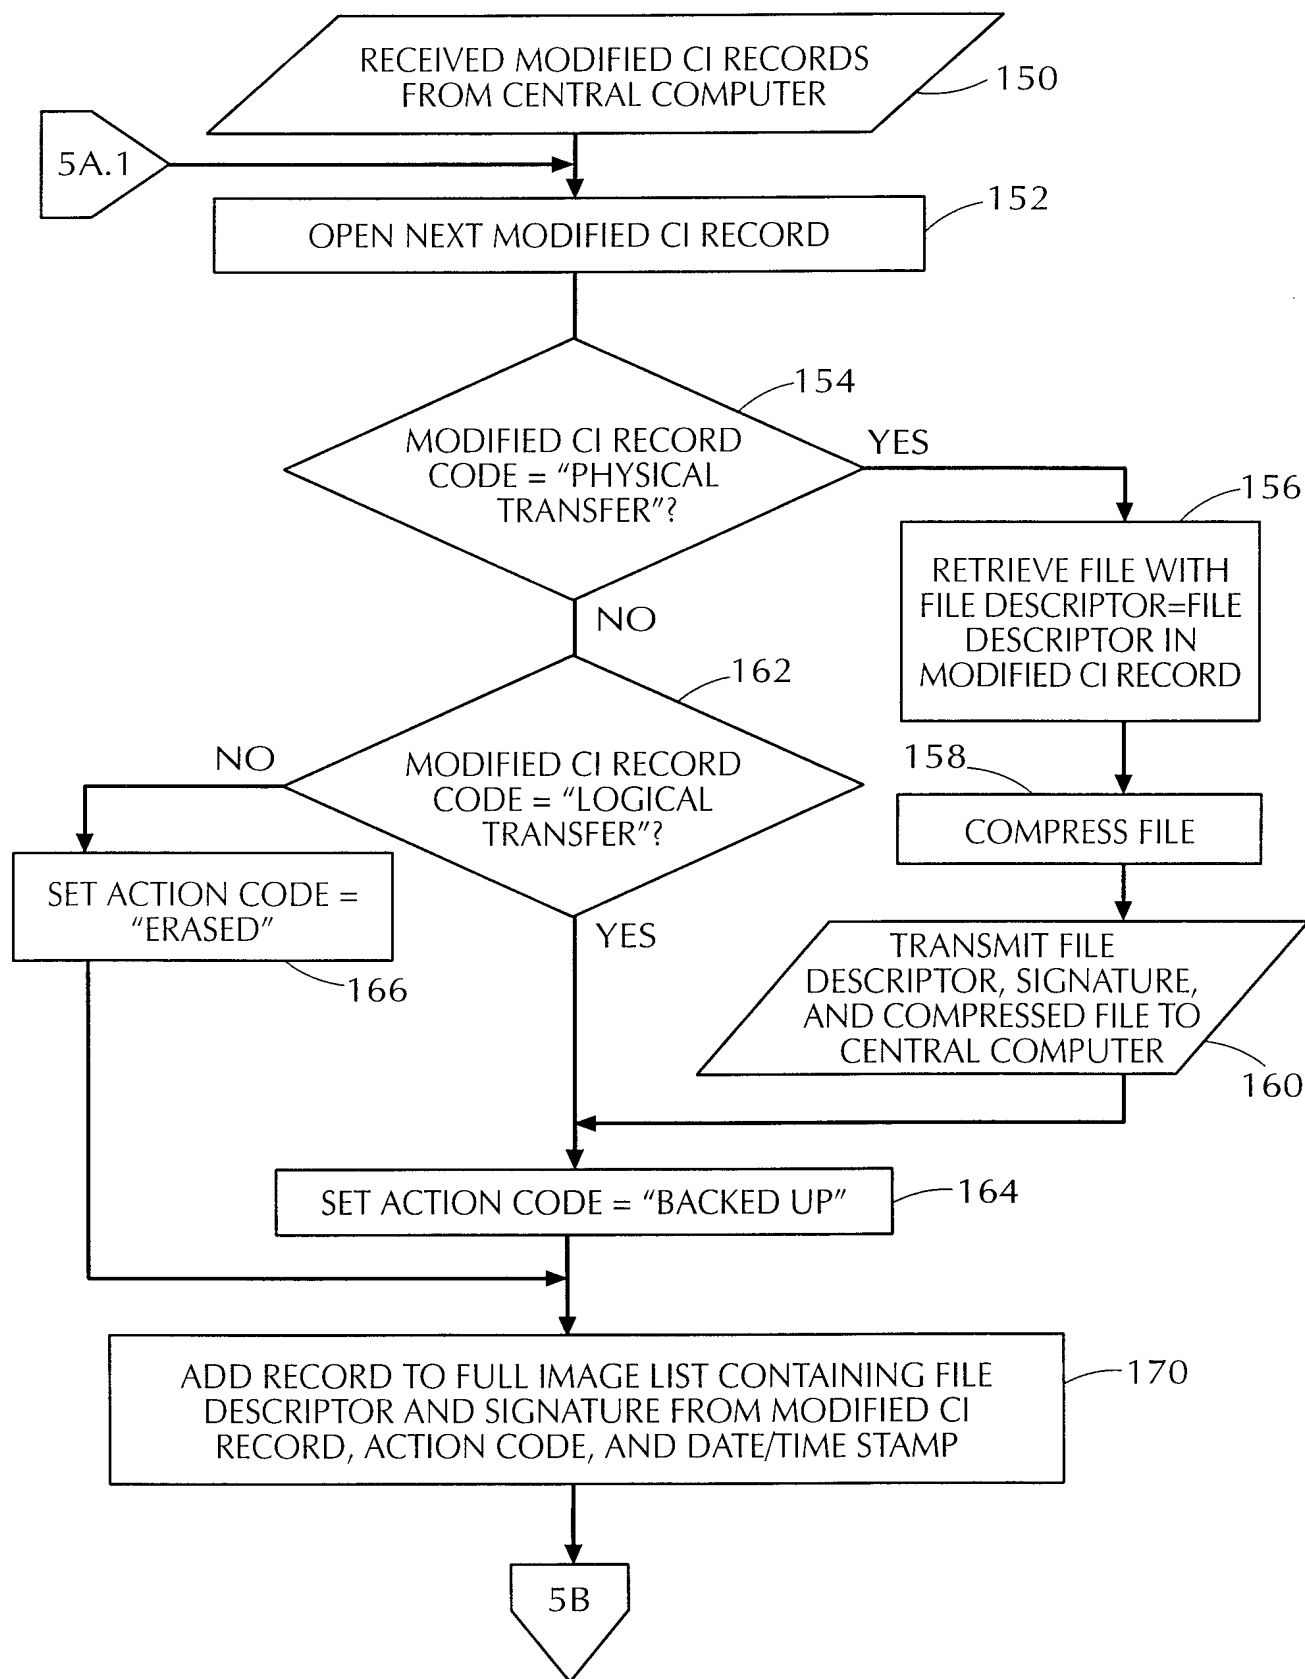 RECEIVED MODIFIED CI RECORDS
FROM CENTRAL COMPUTER
150
5A.1
152
OPEN NEXT MODIFIED CI RECORD
154
MODIFIED CI RECORD
CODE = “PHYSICAL
TRANSFER”?
YES
156
RETRIEVE FILE WITH
FILE DESCRIPTOR=FILE
DESCRIPTOR IN
MODIFIED CI RECORD
NO
162
MODIFIED CI RECORD
CODE = “LOGICAL
TRANSFER”?
NO
158
COMPRESS FILE
SET ACTION CODE =
“ERASED”
166
YES
TRANSMIT FILE
DESCRIPTOR, SIGNATURE,
AND COMPRESSED FILE TO
CENTRAL COMPUTER
160
SET ACTION CODE = “BACKED UP”
164
ADD RECORD TO FULL IMAGE LIST CONTAINING FILE
DESCRIPTOR AND SIGNATURE FROM MODIFIED CI
RECORD, ACTION CODE, AND DATE/TIME STAMP
170
5B